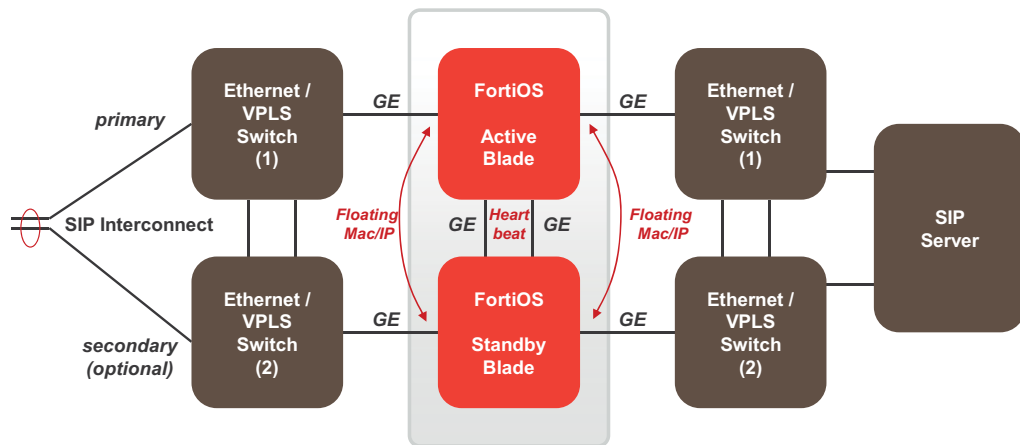 primary
SIP Interconnect
secondary
(optional)
Ethernet /
VPLS
Switch
(1)
Ethernet /
VPLS
Switch
(2)
GE
GE
FortiOS
Active
Blade
Floating
Mac/IP
GE
Heart
beat
GE
Floating
Mac/IP
FortiOS
Standby
Blade
GE
GE
Ethernet /
VPLS
Switch
(1)
Ethernet /
VPLS
Switch
(2)
SIP
Server